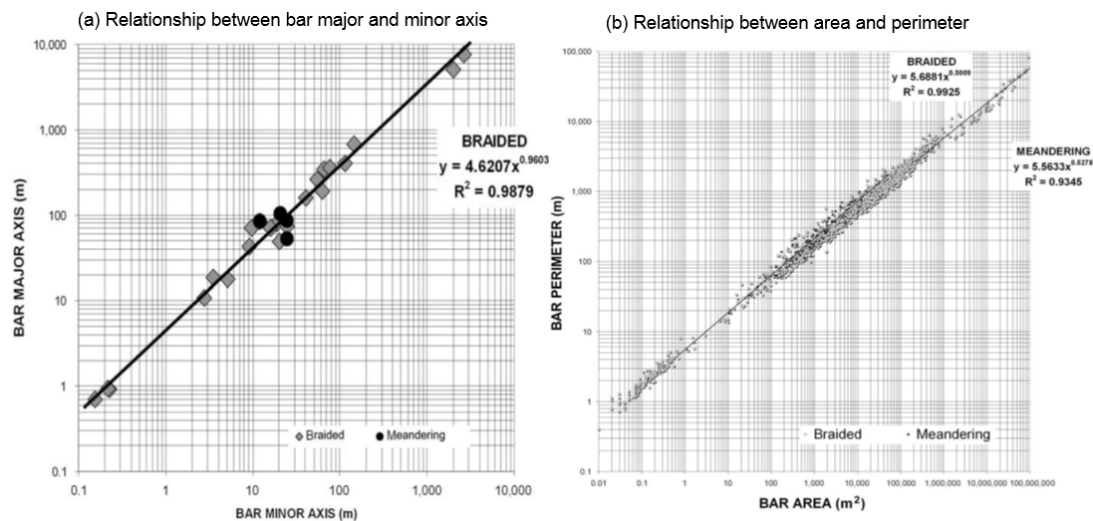 (a) Relationship between bar major and minor axis
10,000
1,000
100
10
1
0.1
BAR MAJOR AXIS (m)
BRAIDED
y = 4.6207x^0.9603
R² = 0.9879
Braided
Meandering
0.1 1 10 100 1,000 10,000
BAR MINOR AXIS (m)
(b) Relationship between area and perimeter
100,000
10,000
1,000
100
10
1
0.1
BAR PERIMETER (m)
BRAIDED
y = 5.6881x^0.5009
R² = 0.9925
MEANDERING
y = 5.5633x^0.5278
R² = 0.9345
Braided
Meandering
0.01 0.1 1 10 100 1,000 10,000 100,000 1,000,000 10,000,000 100,000,000
BAR AREA (m²)